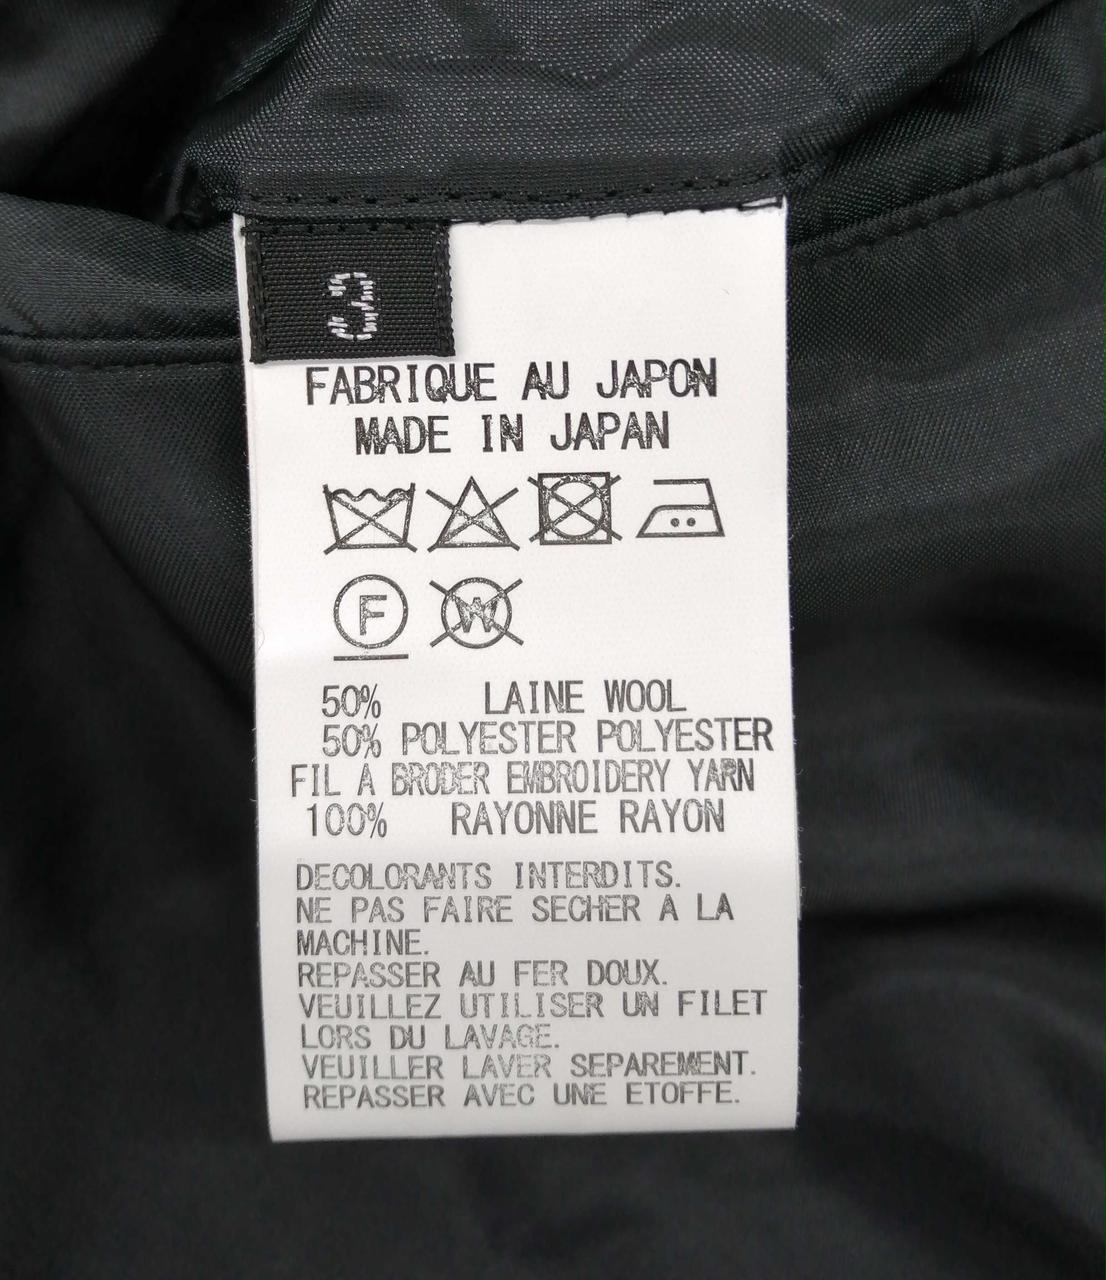 3
FABRIQUE AU JAPON
MADE IN JAPAN
F W
50% LAINE WOOL
50% POLYESTER POLYESTER
FIL A BRODER EMBROIDERY YARN
100% RAYONNE RAYON
DECOLORANTS INTERDITS.
NE PAS FAIRE SECHER A LA
MACHINE.
REPASSER AU FER DOUX.
VEUILLEZ UTILISER UN FILET
LORS DU LAVAGE.
VEUILLER LAVER SEPAREMENT.
REPASSER AVEC UNE ETOFFE.